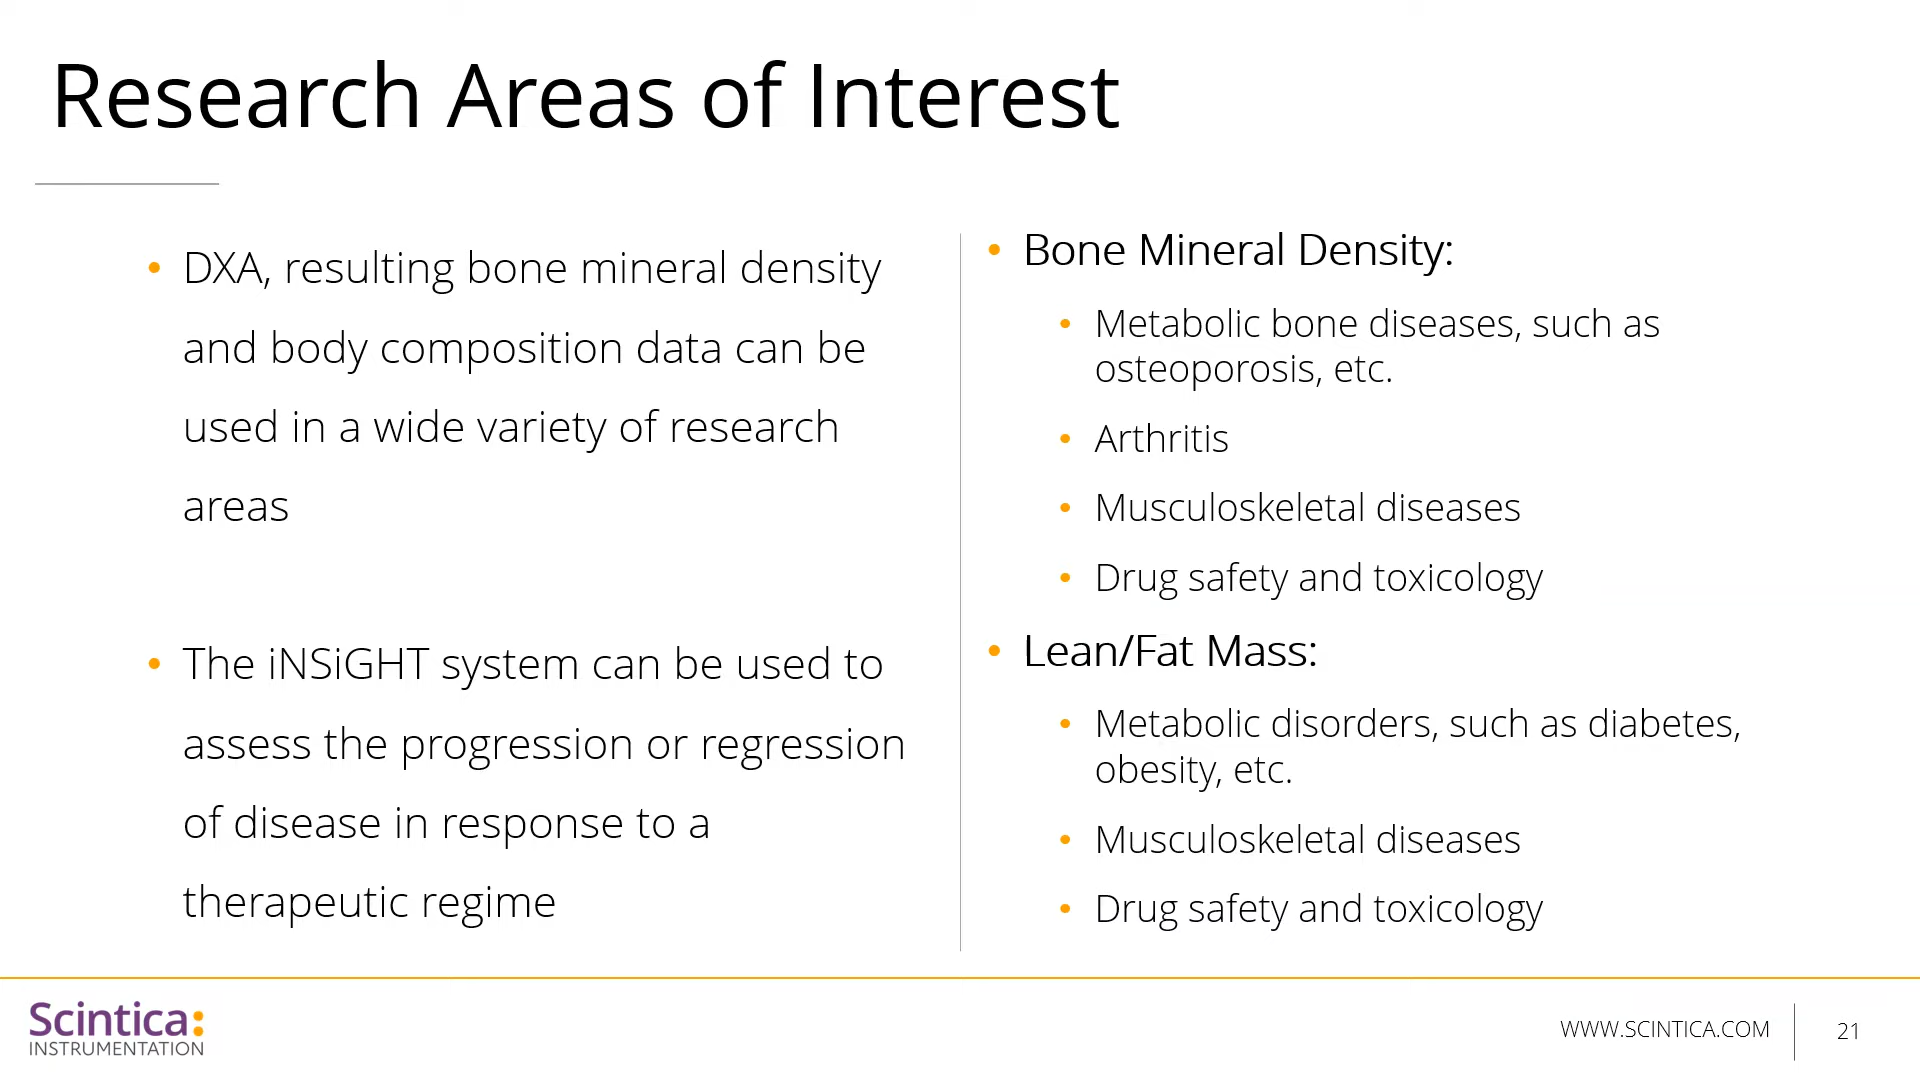 Research Areas of Interest
• DXA, resulting bone mineral density
and body composition data can be
used in a wide variety of research
areas
• The iNSiGHT system can be used to
assess the progression or regression
of disease in response to a
therapeutic regime
• Bone Mineral Density:
• Metabolic bone diseases, such as
osteoporosis, etc.
• Arthritis
• Musculoskeletal diseases
• Drug safety and toxicology
• Lean/Fat Mass:
• Metabolic disorders, such as diabetes,
obesity, etc.
• Musculoskeletal diseases
• Drug safety and toxicology
Scintica:
INSTRUMENTATION
WWW.SCINTICA.COM
21